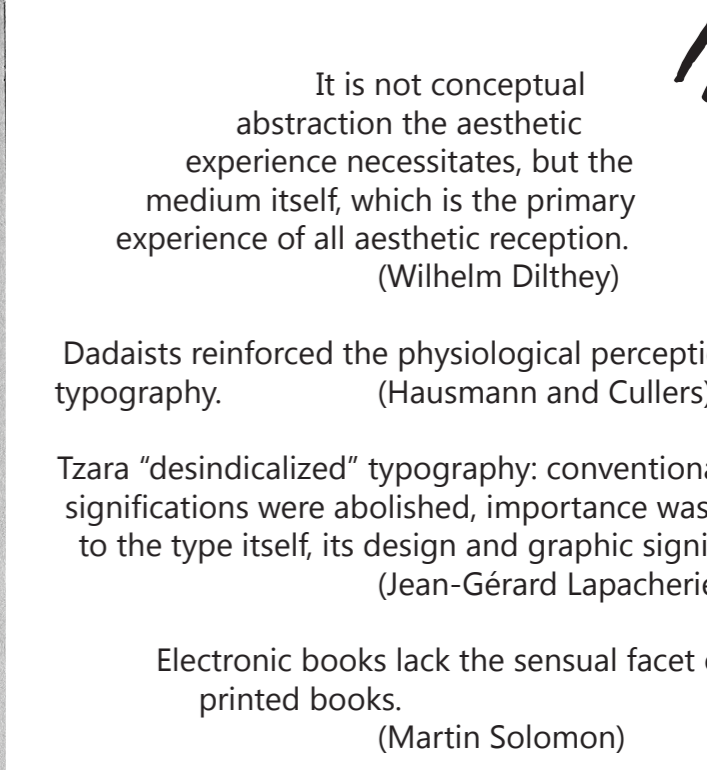 It is not conceptual
abstraction the aesthetic
experience necessitates, but the
medium itself, which is the primary
experience of all aesthetic reception.
(Wilhelm Dilthey)
Dadaists reinforced the physiological
typography. (Hausmann and Cullers)
Tzara “desindicalized” typography:
significations were abolished, importance was
to the type itself, its design and graphic
(Jean-Gérard Lapacherie
Electronic books lack the sensual facet
printed books.
(Martin Solomon)